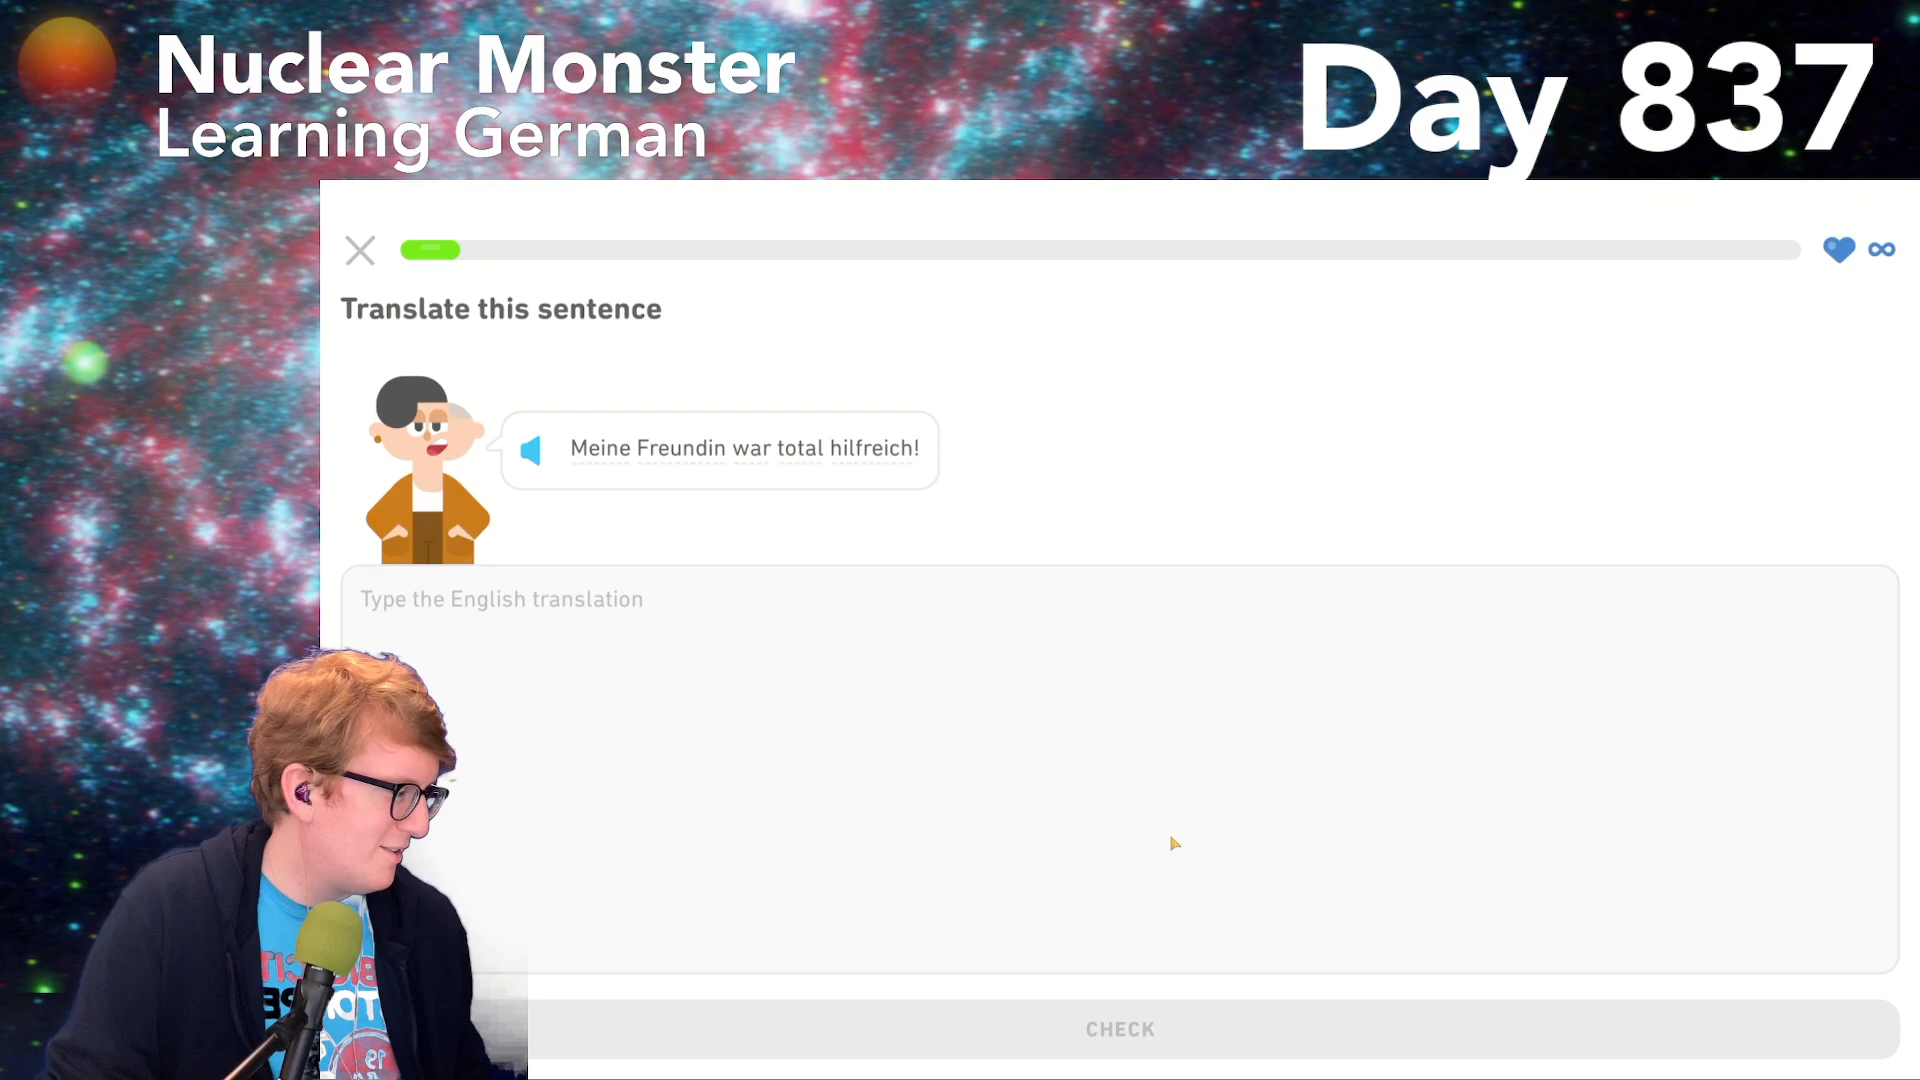 Nuclear Monster
Learning German
Day 837
Translate this sentence
Meine Freundin war total hilfreich!
Type the English translation
CHECK